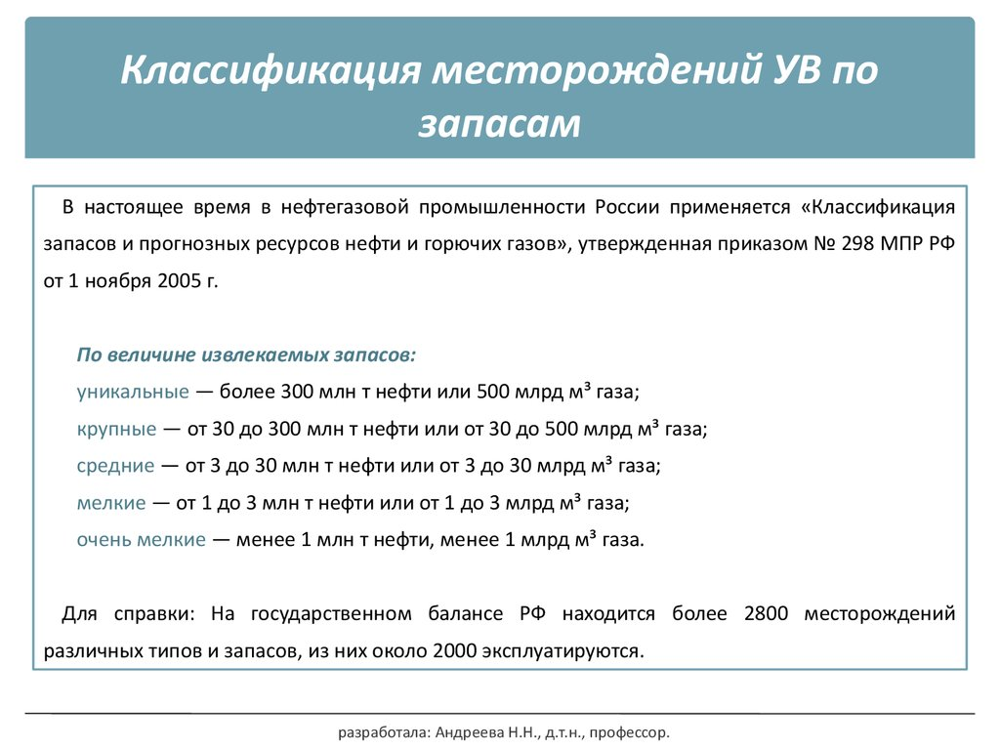 Классификация месторождений УВ по
запасам
В настоящее время в нефтегазовой промышленности России применяется «Классификация
запасов и прогнозных ресурсов нефти и горючих газов», утвержденная приказом № 298 МПР РФ
от 1 ноября 2005 г.
По величине извлекаемых запасов:
уникальные — более 300 млн т нефти или 500 млрд м³ газа;
крупные — от 30 до 300 млн т нефти или от 30 до 500 млрд м³ газа;
средние — от 3 до 30 млн т нефти или от 3 до 30 млрд м³ газа;
мелкие — от 1 до 3 млн т нефти или от 1 до 3 млрд м³ газа;
очень мелкие — менее 1 млн т нефти, менее 1 млрд м³ газа.
Для справки: На государственном балансе РФ находится более 2800 месторождений
различных типов и запасов, из них около 2000 эксплуатируются.
разработала: Андреева Н.Н., д.т.н., профессор.